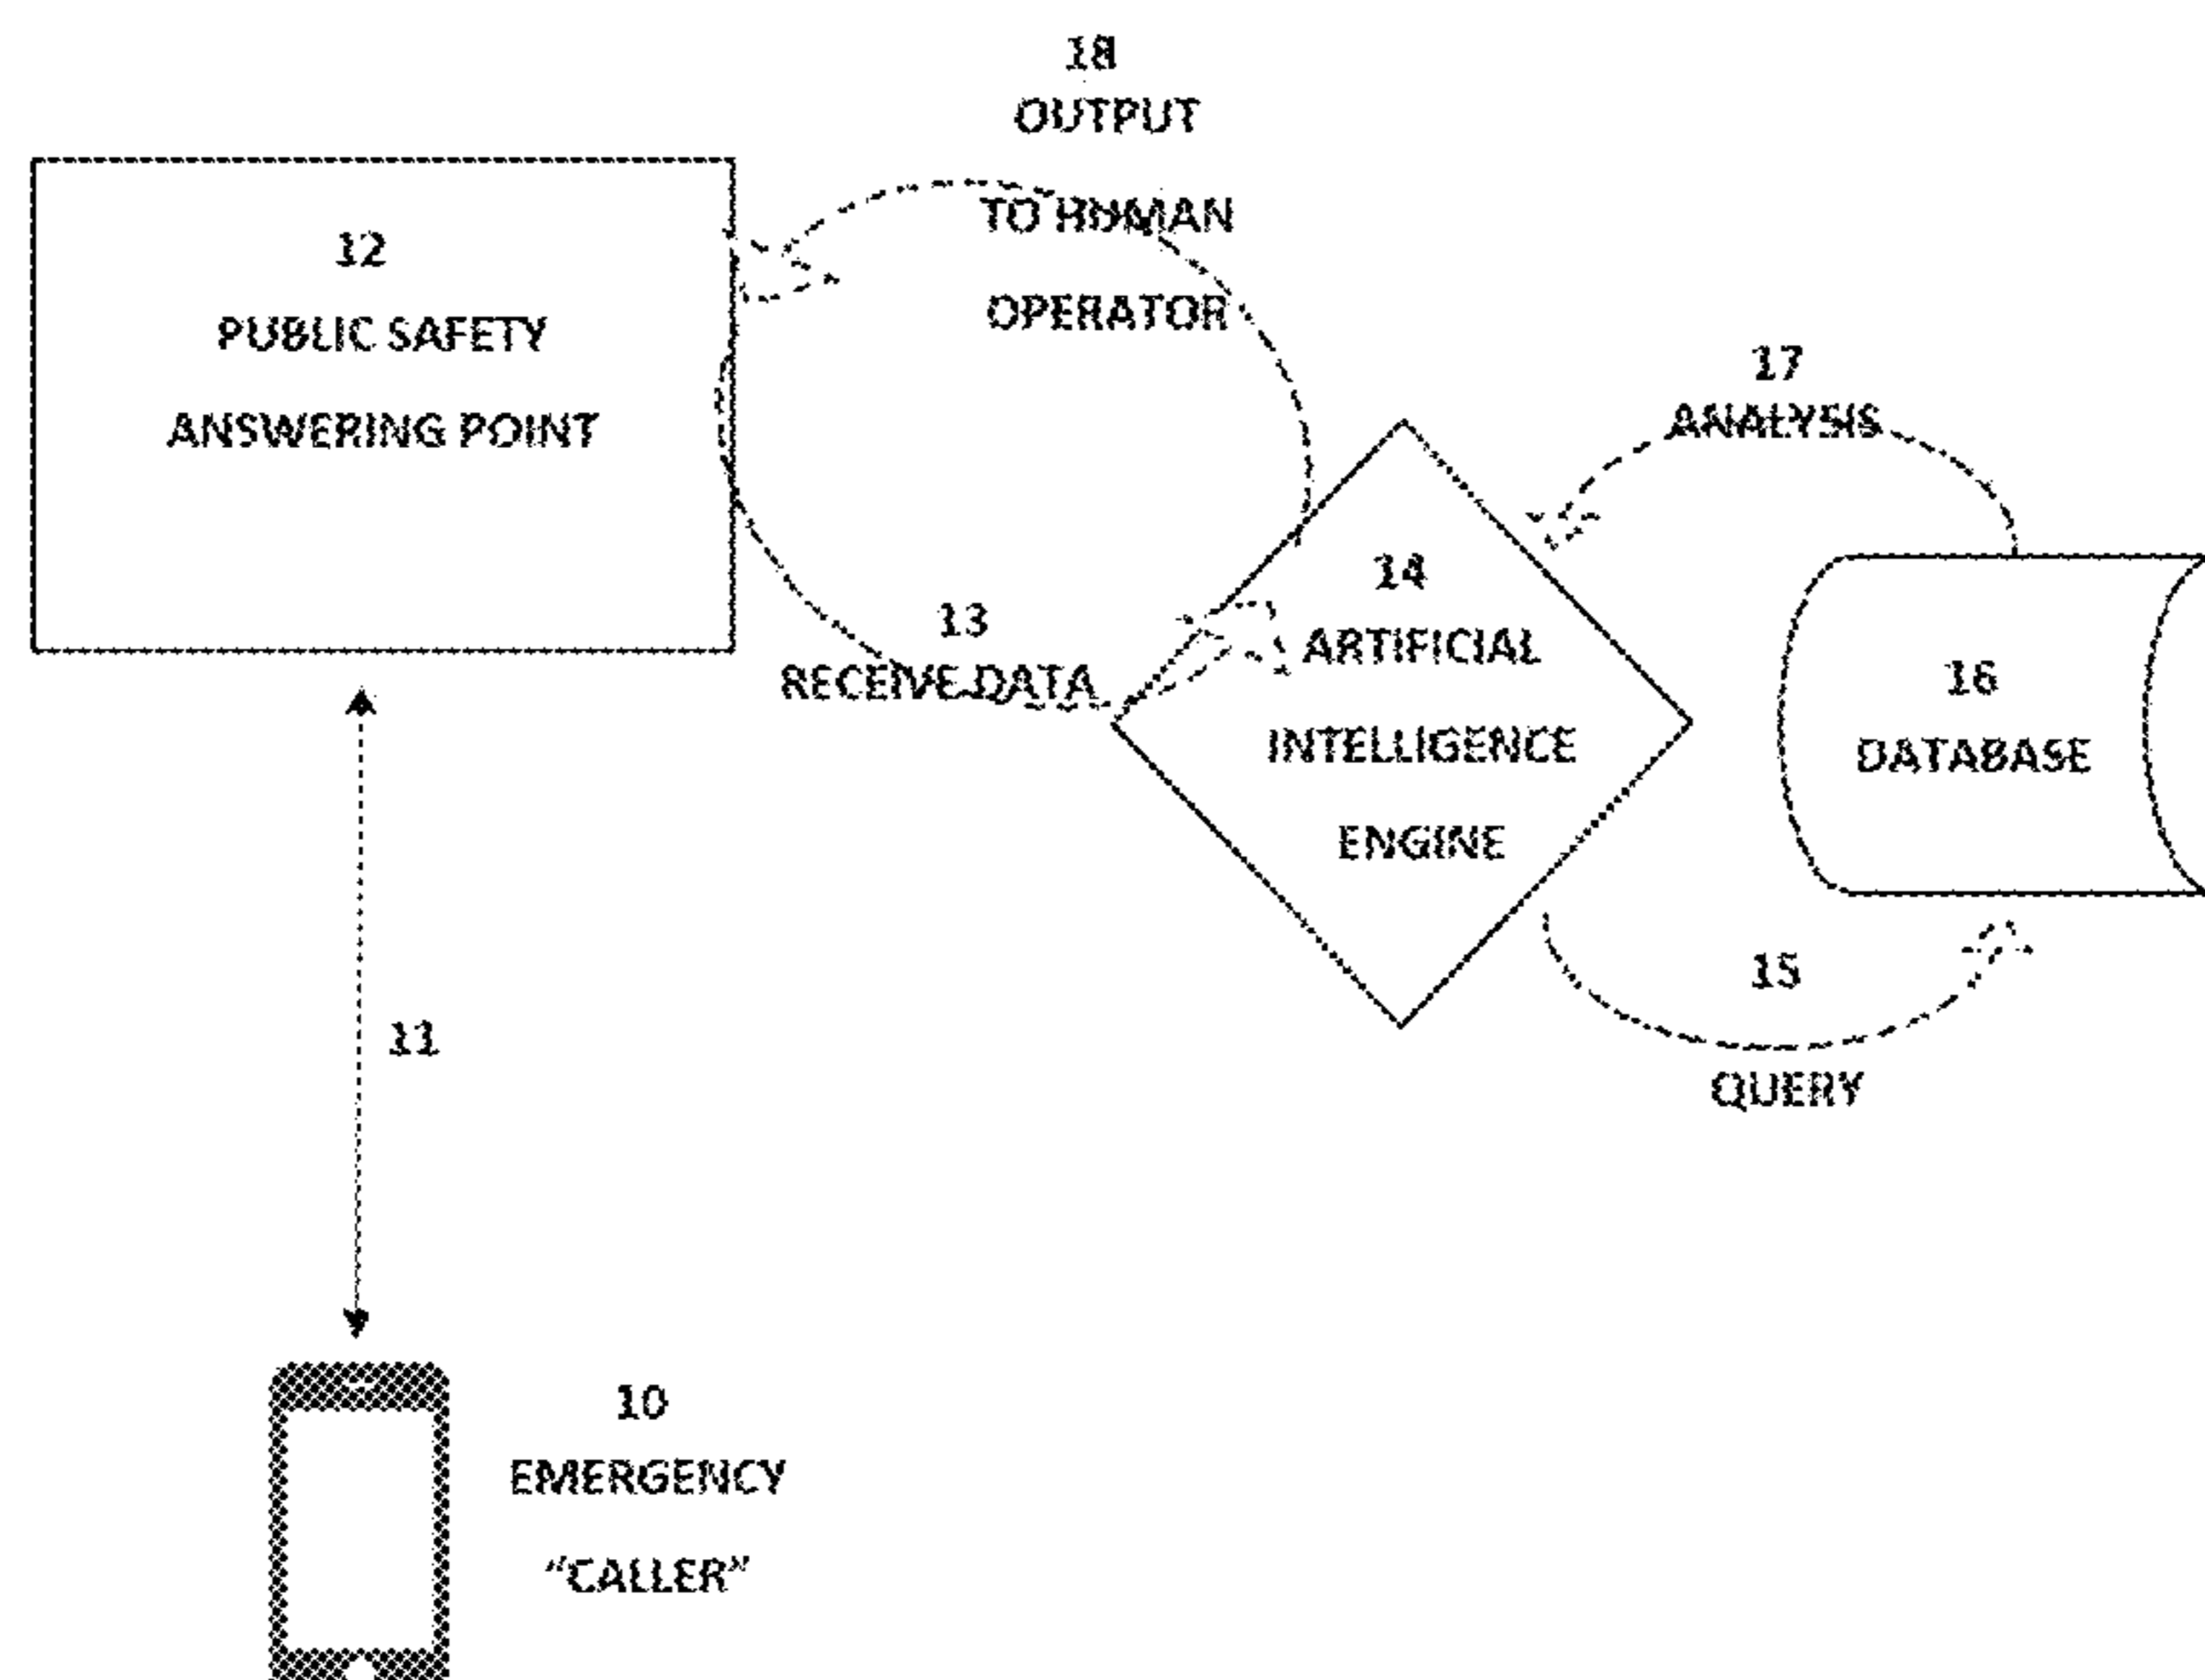 18
OUTPUT
TO HUMAN
OPERATOR
12
PUBLIC SAFETY
ANSWERING POINT
17
ANALYSIS
14
ARTIFICIAL
INTELLIGENCE
ENGINE
13
RECEIVE DATA
16
DATABASE
15
QUERY
11
10
EMERGENCY
“CALLER”